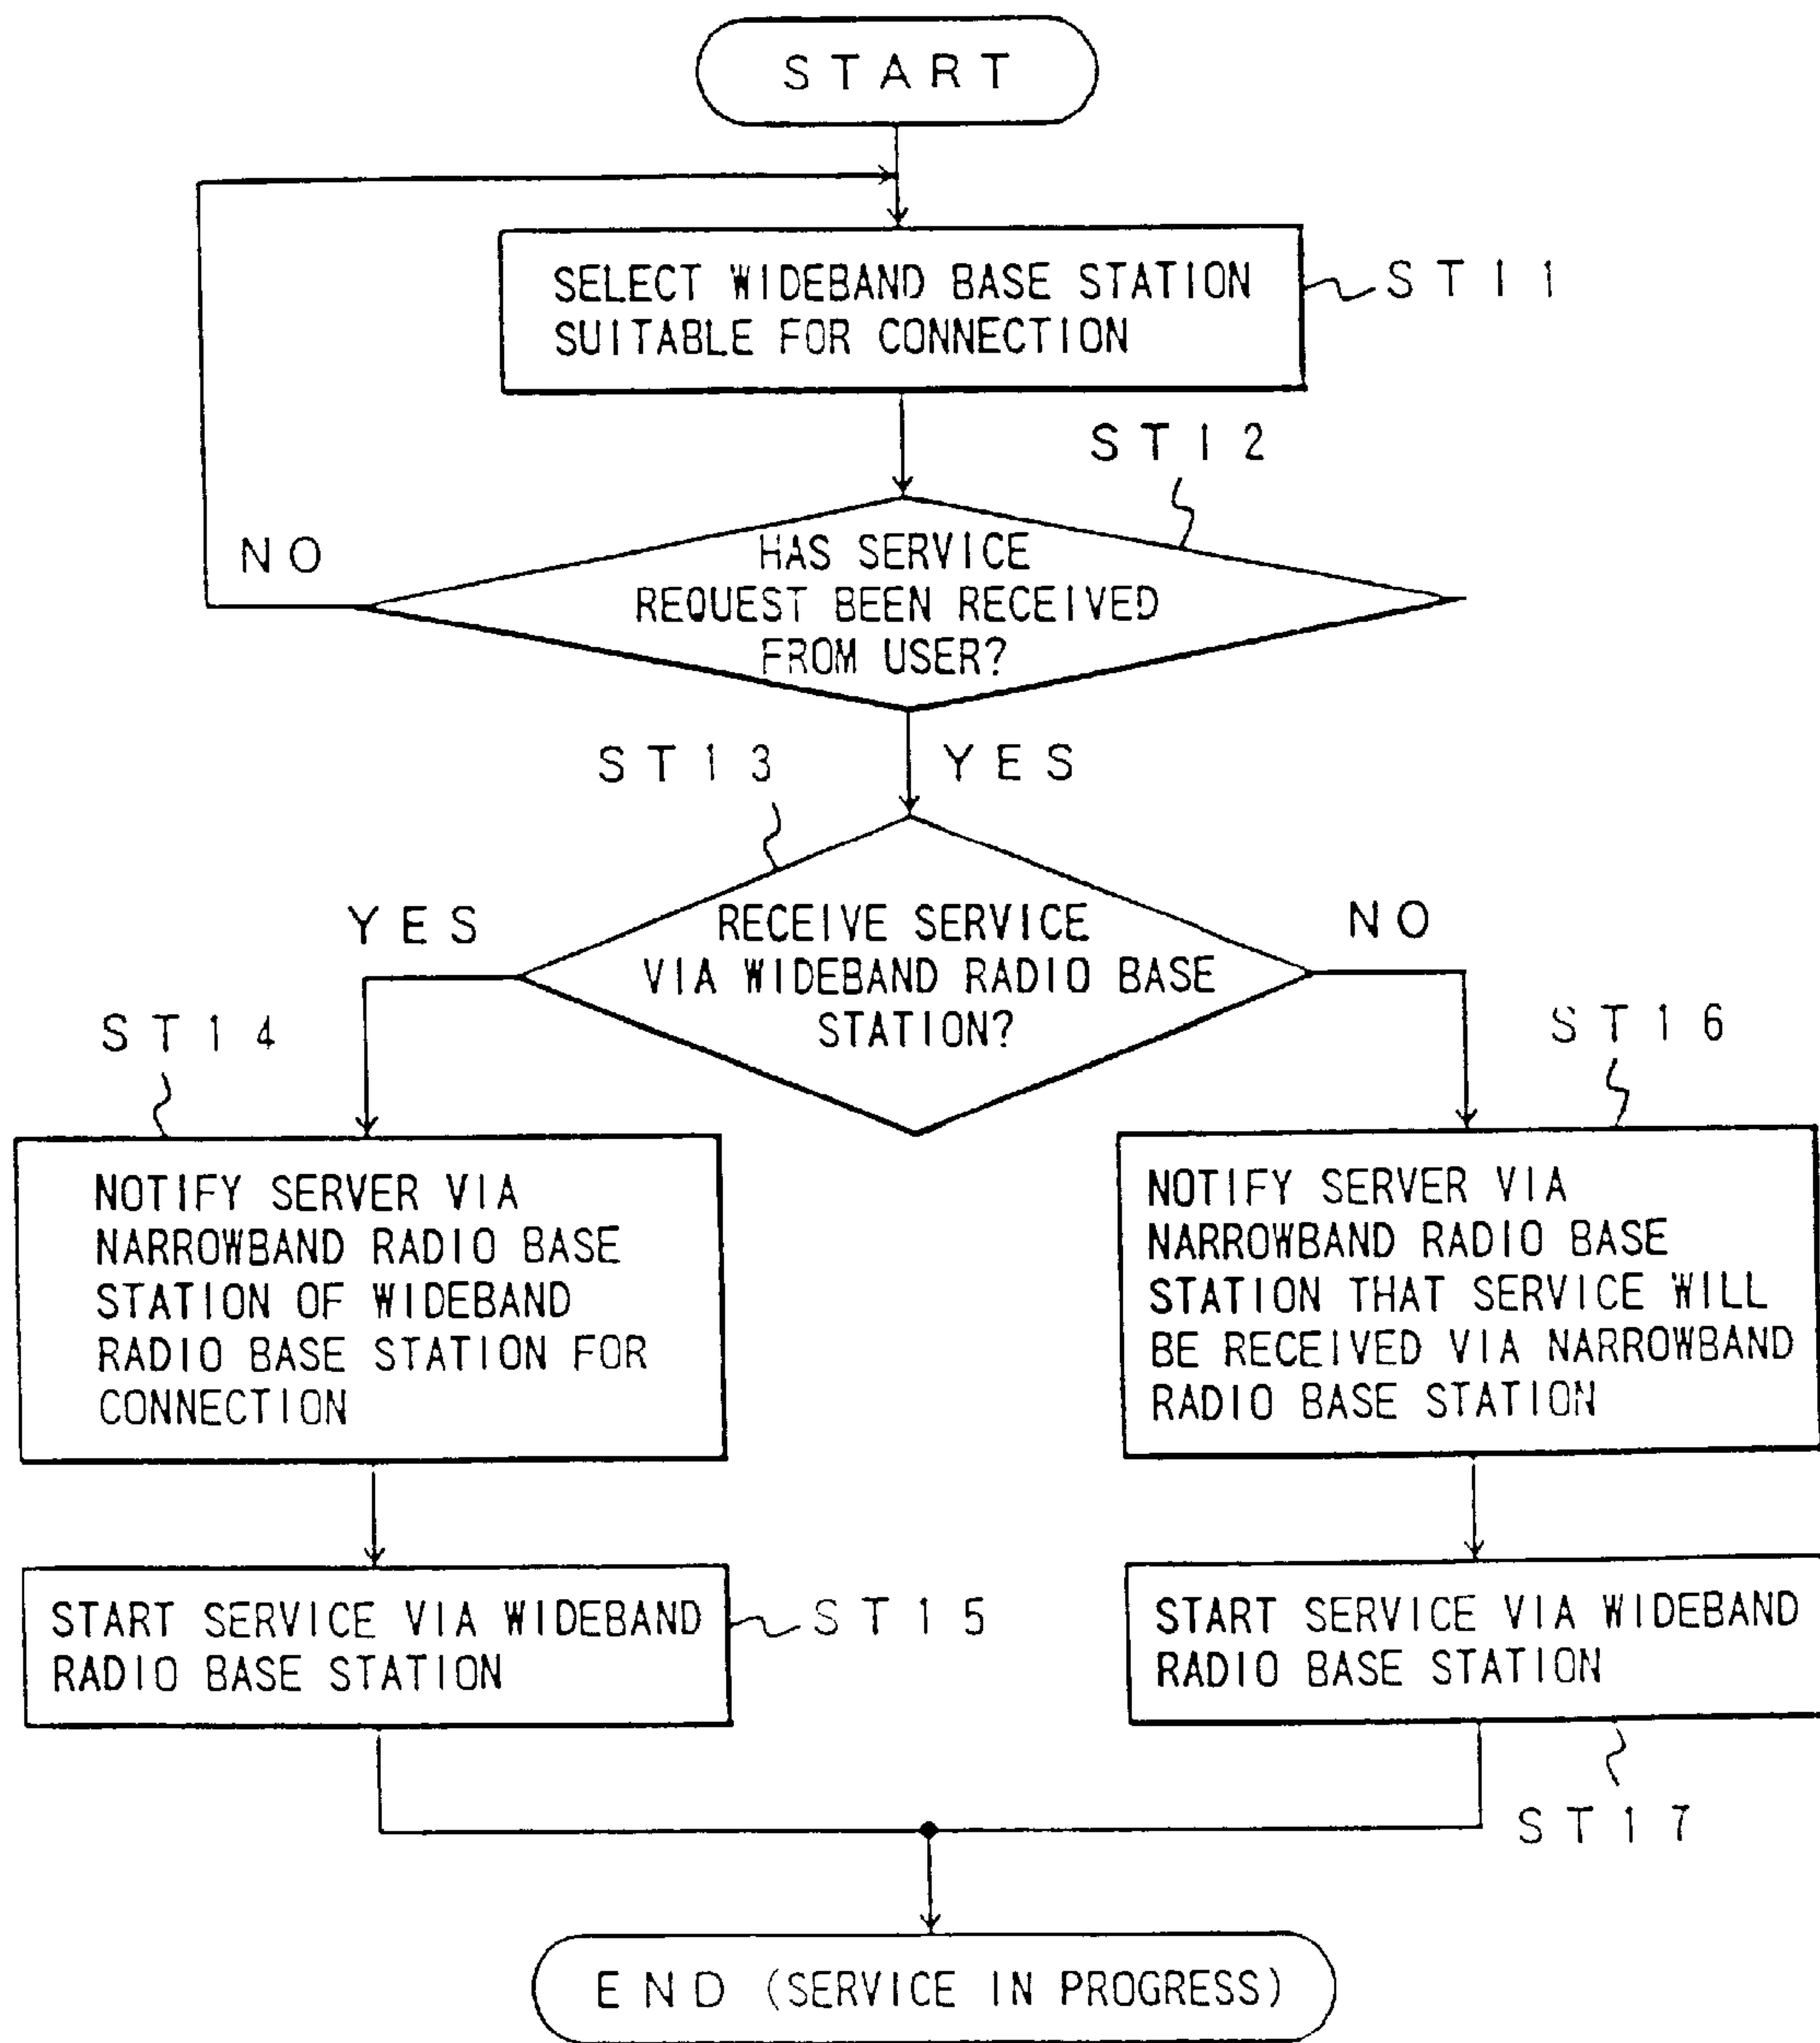 START
SELECT WIDEBAND BASE STATION
SUITABLE FOR CONNECTION
ST11
ST12
HAS SERVICE
REQUEST BEEN RECEIVED
FROM USER?
NO
YES
ST13
RECEIVE SERVICE
VIA WIDEBAND RADIO BASE
STATION?
YES
NO
ST14
NOTIFY SERVER VIA
NARROWBAND RADIO BASE
STATION OF WIDEBAND
RADIO BASE STATION FOR
CONNECTION
ST16
NOTIFY SERVER VIA
NARROWBAND RADIO BASE
STATION THAT SERVICE WILL
BE RECEIVED VIA NARROWBAND
RADIO BASE STATION
START SERVICE VIA WIDEBAND
RADIO BASE STATION
ST15
START SERVICE VIA WIDEBAND
RADIO BASE STATION
ST17
END (SERVICE IN PROGRESS)